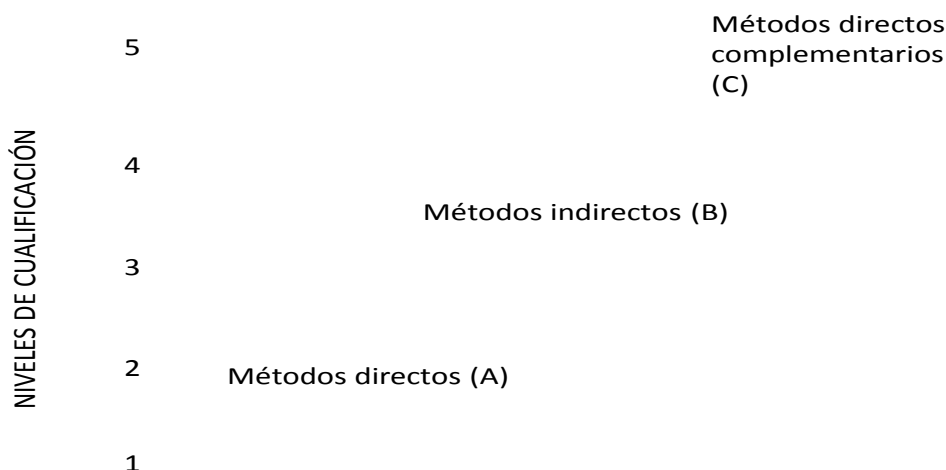 5
Métodos directos
complementarios
(C)
4
Métodos indirectos (B)
3
2
Métodos directos (A)
1
NIVELES DE CUALIFICACIÓN